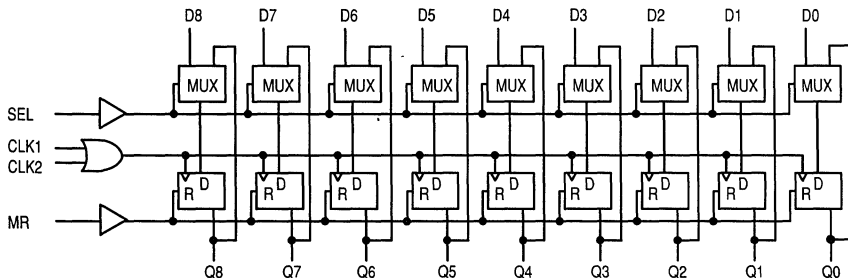 D8 D7 D6 D5 D4 D3 D2 D1 D0
MUX MUX MUX MUX MUX MUX MUX MUX MUX
SEL
CLK1
CLK2
D D D D D D D D D
R R R R R R R R R
MR
Q8 Q7 Q6 Q5 Q4 Q3 Q2 Q1 Q0